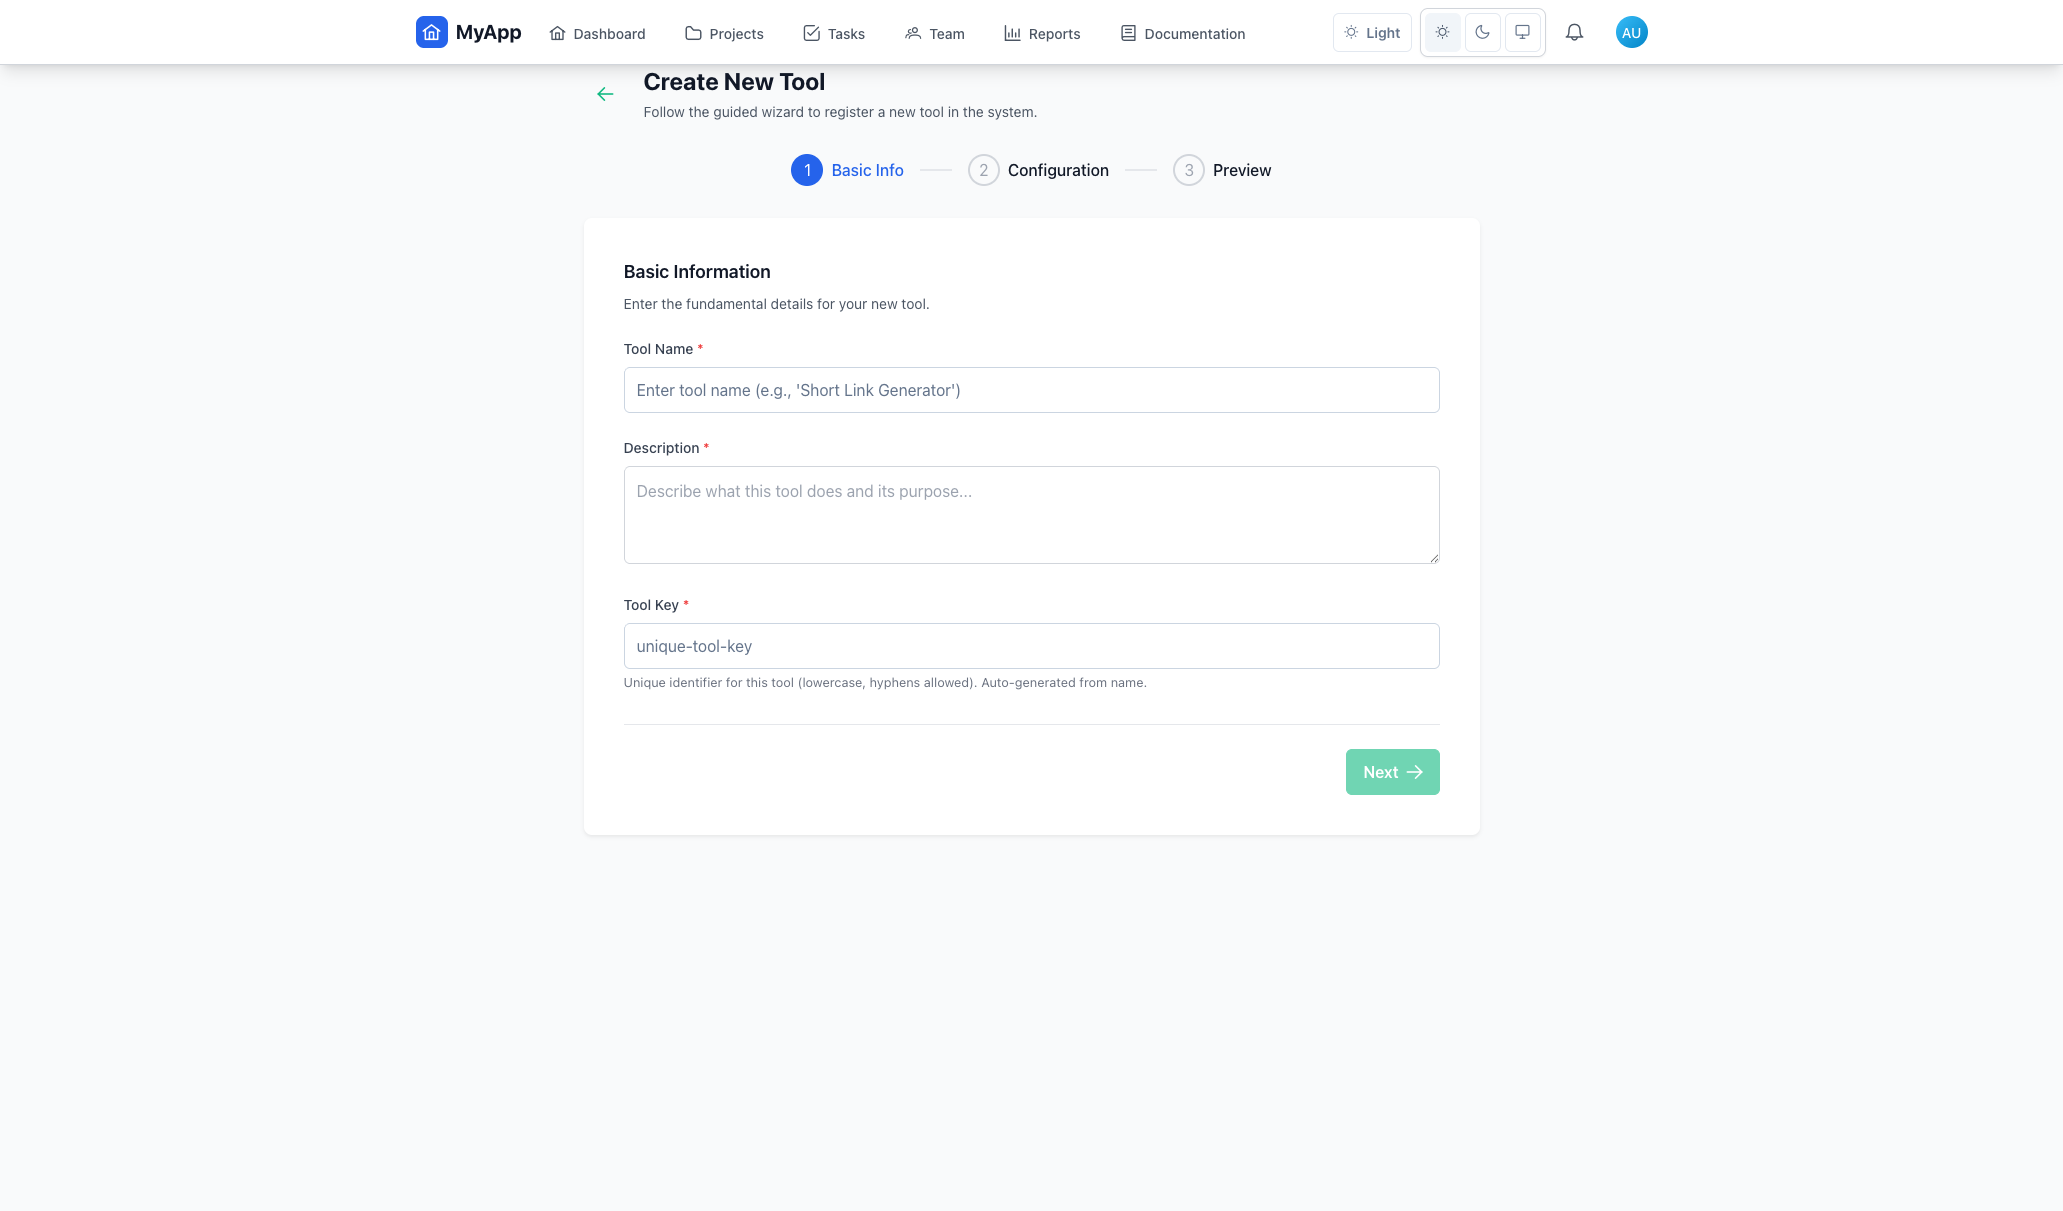 MyApp
Dashboard
Projects
Tasks
Team
Reports
Documentation
Light
AU
Create New Tool
Follow the guided wizard to register a new tool in the system.
1 Basic Info
2 Configuration
3 Preview
Basic Information
Enter the fundamental details for your new tool.
Tool Name *
Enter tool name (e.g., 'Short Link Generator')
Description *
Describe what this tool does and its purpose...
Tool Key *
unique-tool-key
Unique identifier for this tool (lowercase, hyphens allowed). Auto-generated from name.
Next